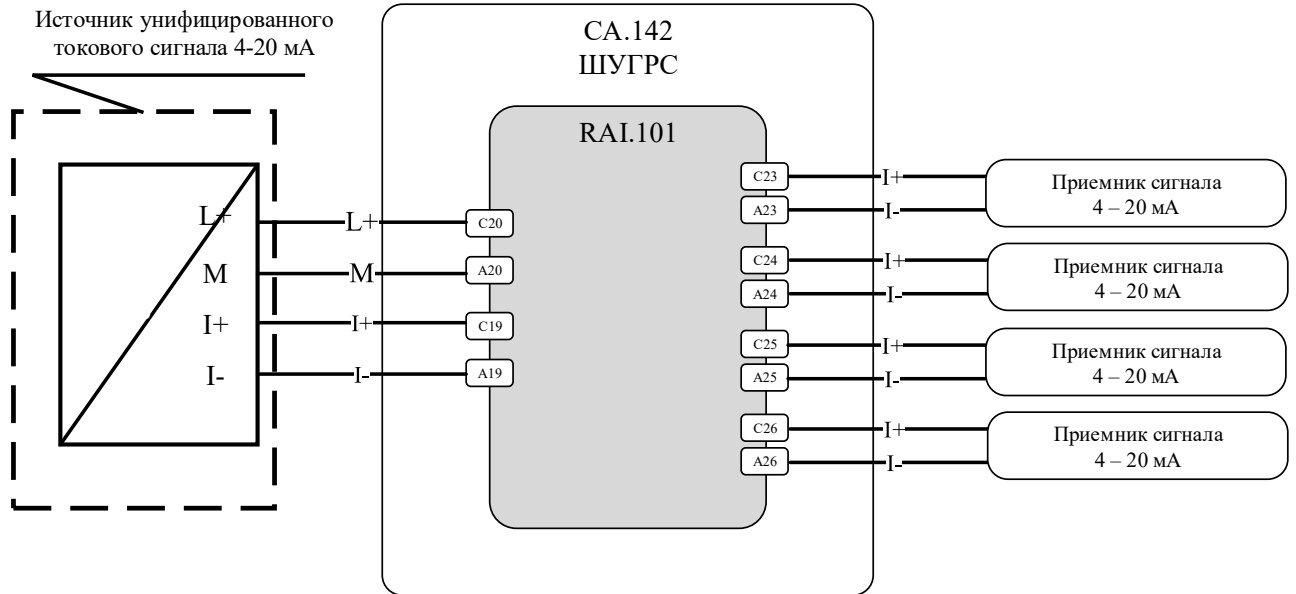 Источник унифицированного
токового сигнала 4-20 мА
СА.142
ШУГРС
RAI.101
L+
M
I+
I-
L+
M
I+
I-
C20
A20
C19
A19
C23
A23
C24
A24
C25
A25
C26
A26
I+
I-
I+
I-
I+
I-
I+
I-
Приемник сигнала
4 – 20 мА
Приемник сигнала
4 – 20 мА
Приемник сигнала
4 – 20 мА
Приемник сигнала
4 – 20 мА